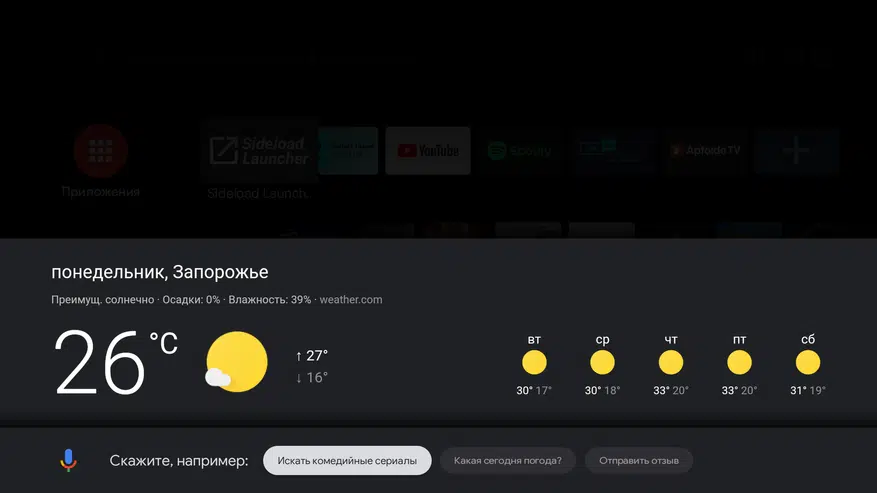 Sideload
Launcher
YouTube
Spotify
Aptoide TV
Приложения
Sideload Launch.
понедельник, Запорожье
Преимущ. солнечно · Осадки: 0% · Влажность: 39% · weather.com
26 °C
↑ 27°
↓ 16°
вт ср чт пт сб
30° 17° 30° 18° 33° 20° 33° 20° 31° 19°
Скажите, например: Искать комедийные сериалы Какая сегодня погода? Отправить отзыв